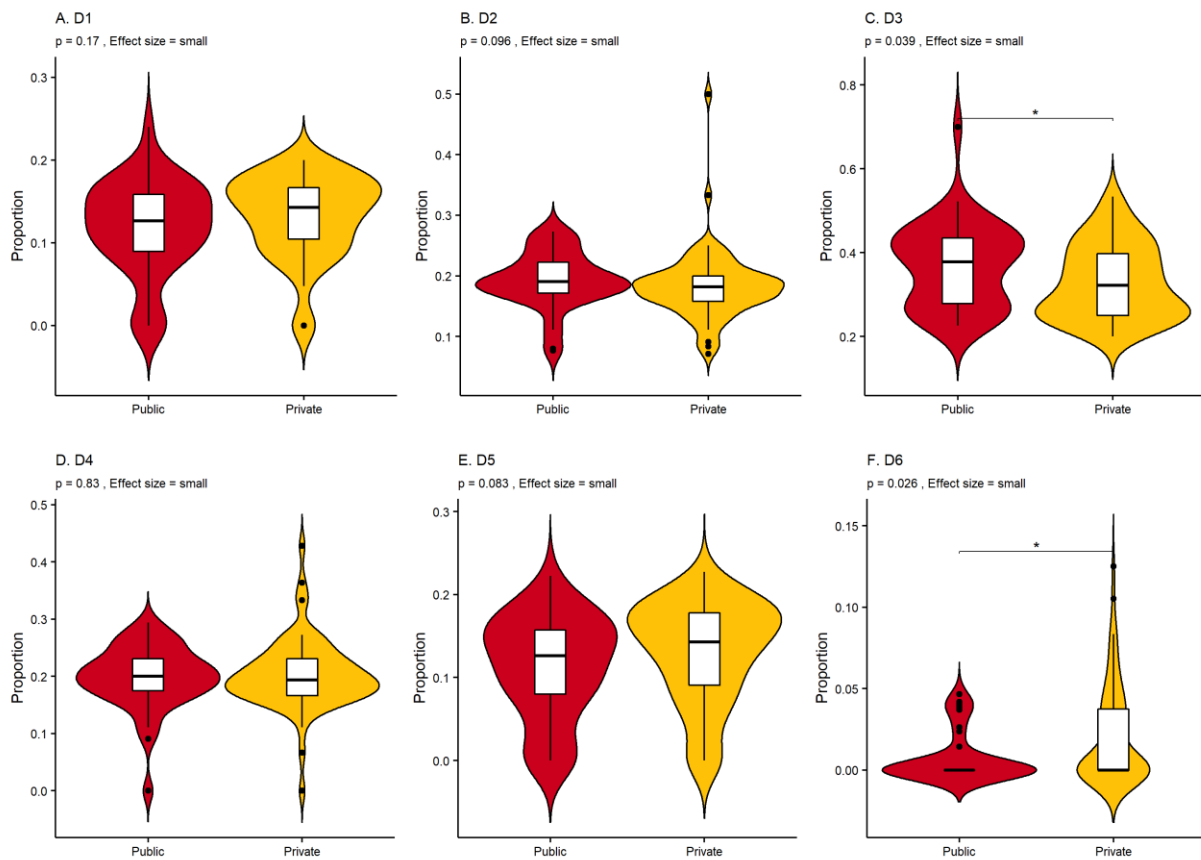 A. D1
p = 0.17 , Effect size = small
0.3
0.2
0.1
0.0
Proportion
Public
Private
B. D2
p = 0.096 , Effect size = small
0.5
0.4
0.3
0.2
0.1
Proportion
Public
Private
C. D3
p = 0.039 , Effect size = small
*
0.8
0.6
0.4
0.2
Proportion
Public
Private
D. D4
p = 0.83 , Effect size = small
0.5
0.4
0.3
0.2
0.1
0.0
Proportion
Public
Private
E. D5
p = 0.083 , Effect size = small
0.3
0.2
0.1
0.0
Proportion
Public
Private
F. D6
p = 0.026 , Effect size = small
*
0.15
0.10
0.05
0.00
Proportion
Public
Private